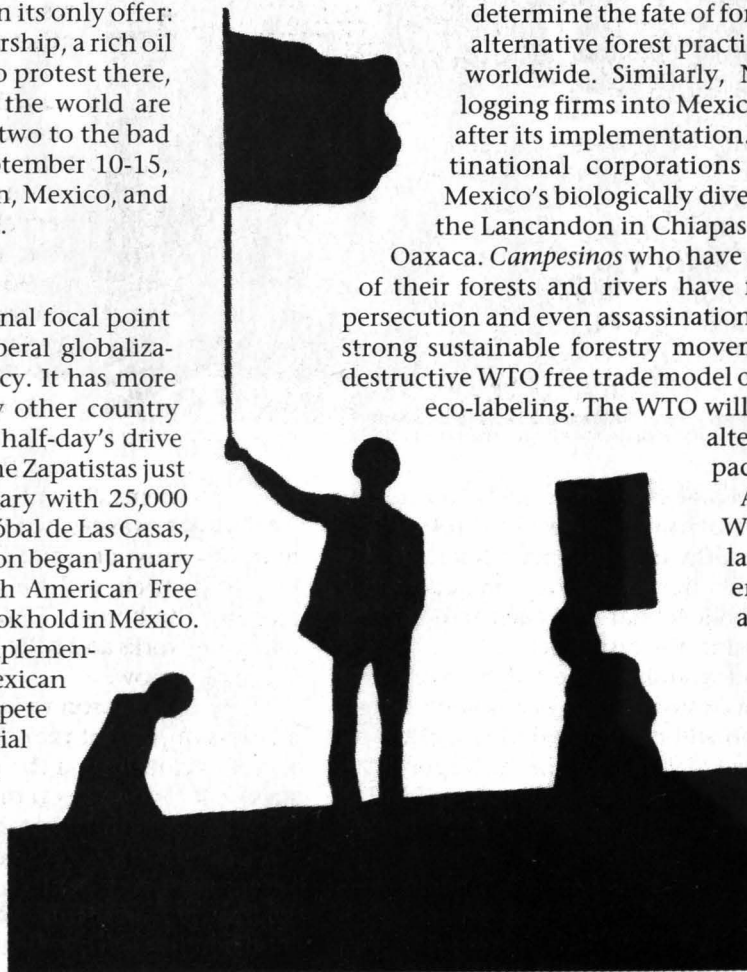 n its only offer:
rship, a rich oil
o protest there,
the world are
two to the bad
ptember 10-15,
n, Mexico, and
.
nal focal point
peral globaliza-
cy. It has more
y other country
half-day's drive
ne Zapatistas just
ary with 25,000
óbal de Las Casas,
on began January
h American Free
ok hold in Mexico.
plemen-
exican
pete
ial
determine the fate of for
alternative forest practi
worldwide. Similarly, N
logging firms into Mexic
after its implementation.
tinational corporations
Mexico's biologically dive
the Lancandon in Chiapas
Oaxaca. Campesinos who have
of their forests and rivers have
persecution and even assassination
strong sustainable forestry movem
destructive WTO free trade model o
eco-labeling. The WTO will
alte
pac
A
W
la
er
a